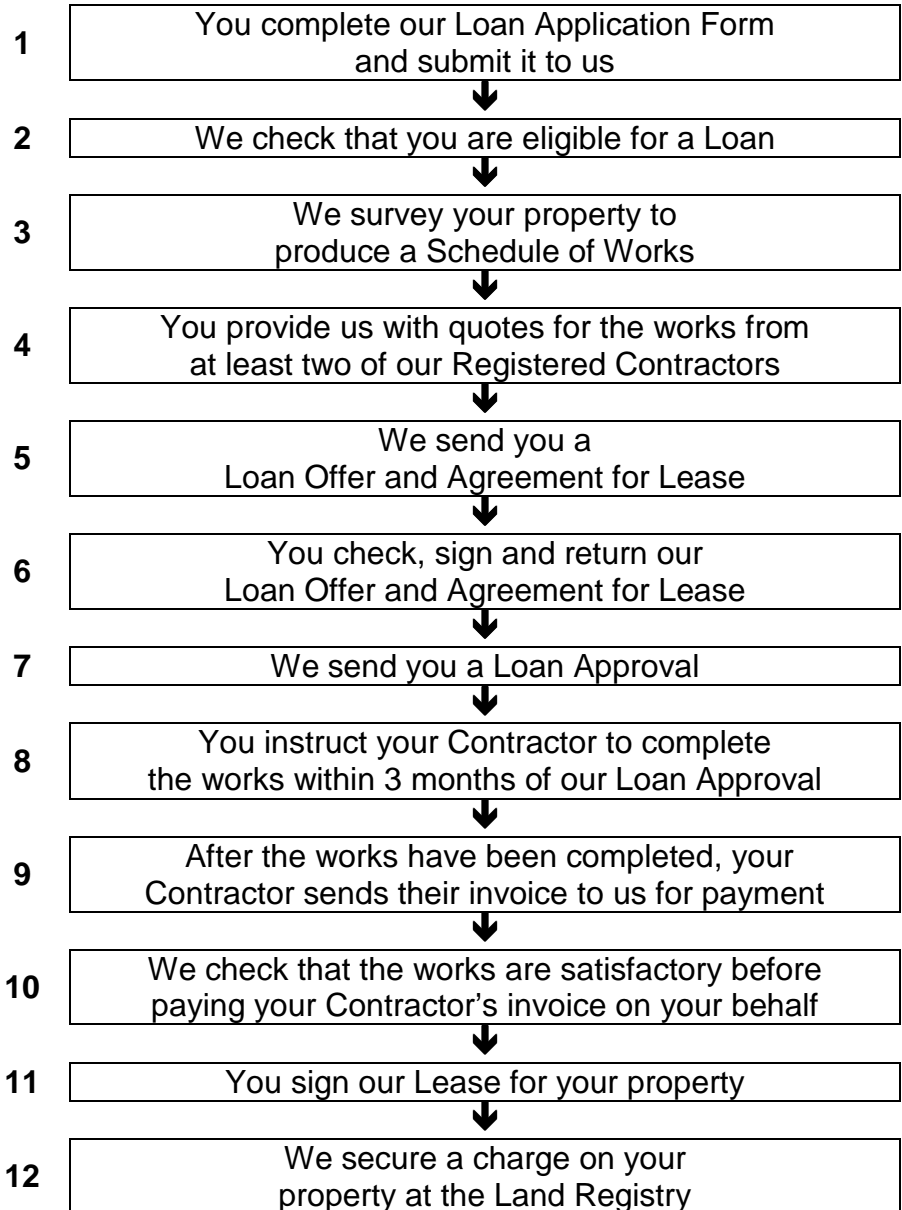 1
You complete our Loan Application Form
and submit it to us
2
We check that you are eligible for a Loan
3
We survey your property to
produce a Schedule of Works
4
You provide us with quotes for the works from
at least two of our Registered Contractors
5
We send you a
Loan Offer and Agreement for Lease
6
You check, sign and return our
Loan Offer and Agreement for Lease
7
We send you a Loan Approval
8
You instruct your Contractor to complete
the works within 3 months of our Loan Approval
9
After the works have been completed, your
Contractor sends their invoice to us for payment
10
We check that the works are satisfactory before
paying your Contractor’s invoice on your behalf
11
You sign our Lease for your property
12
We secure a charge on your
property at the Land Registry